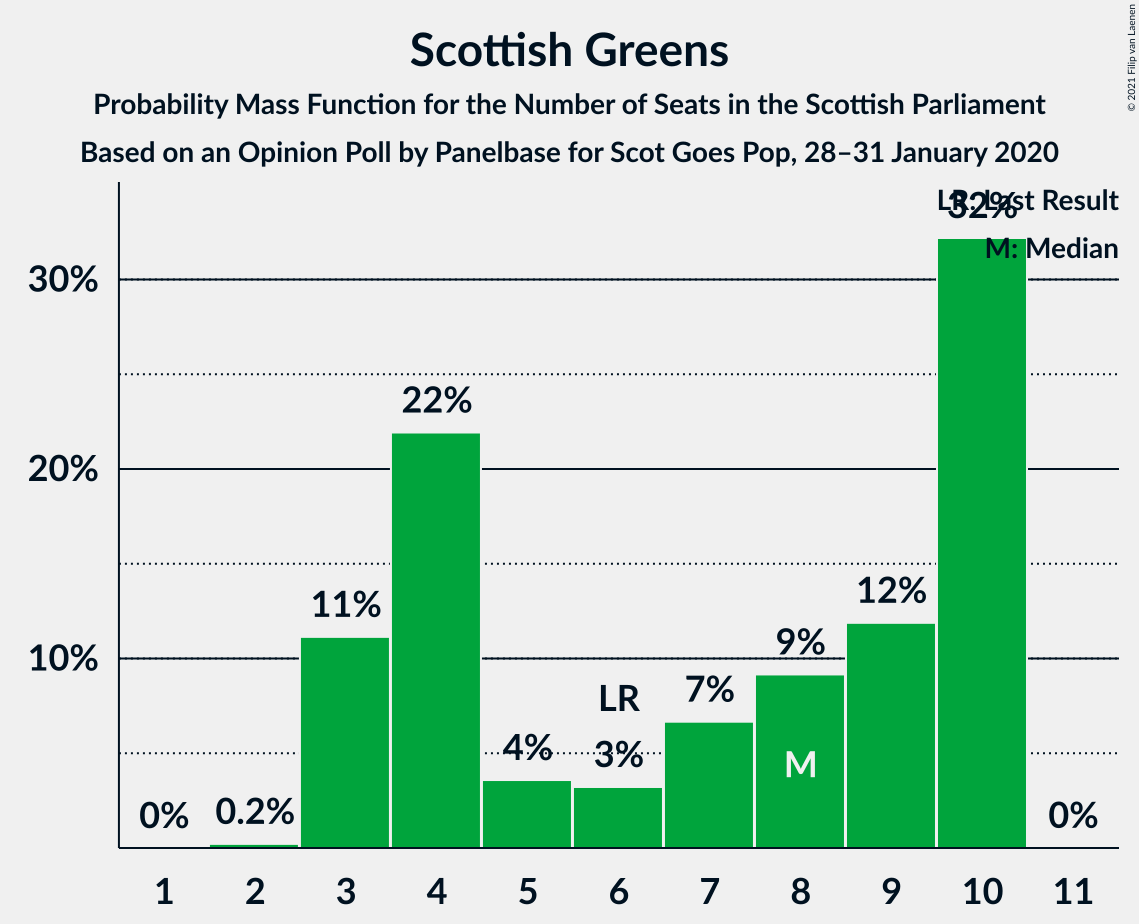 Scottish Greens
Probability Mass Function for the Number of Seats in the Scottish Parliament
Based on an Opinion Poll by Panelbase for Scot Goes Pop, 28–31 January 2020
© 2021 Filip van Laenen
LR: Last Result
M: Median
30%
20%
10%
0%
0.2%
11%
22%
4%
LR
3%
7%
9%
M
12%
32%
0%
1 2 3 4 5 6 7 8 9 10 11